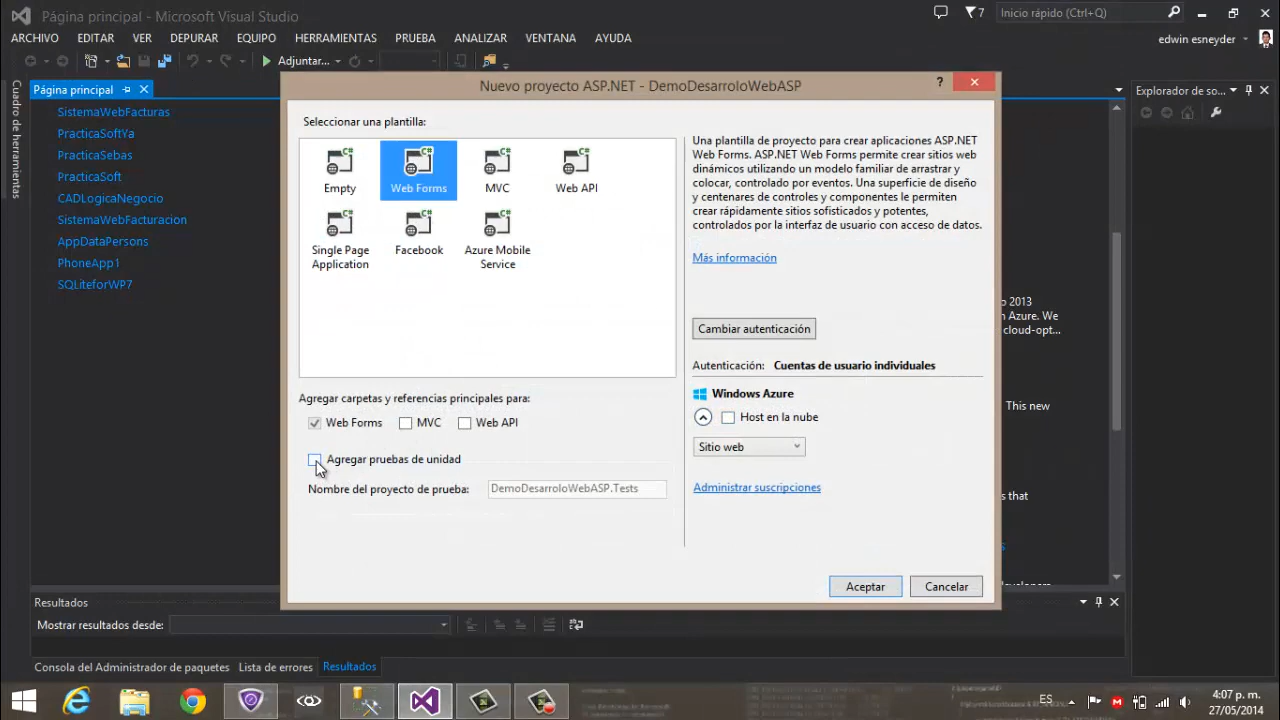 Página principal - Microsoft Visual Studio
7
Inicio rápido (Ctrl+Q)
ARCHIVO EDITAR VER DEPURAR EQUIPO HERRAMIENTAS PRUEBA ANALIZAR VENTANA AYUDA
edwin esneyder
Adjuntar...
Cuadro de herramientas
Página principal
Explorador de so...
SistemaWebFacturas
PracticaSoftYa
PracticaSebas
PracticaSoft
CADLogicaNegocio
SistemaWebFacturacion
AppDataPersons
PhoneApp1
SQLiteforWP7
Nuevo proyecto ASP.NET - DemoDesarroloWebASP
?
Seleccionar una plantilla:
Empty
Web Forms
MVC
Web API
Single Page Application
Facebook
Azure Mobile Service
Una plantilla de proyecto para crear aplicaciones ASP.NET
Web Forms. ASP.NET Web Forms permite crear sitios web
dinámicos utilizando un modelo familiar de arrastrar y
colocar, controlado por eventos. Una superficie de diseño
y centenares de controles y componentes le permiten
crear rápidamente sitios sofisticados y potentes,
controlados por la interfaz de usuario con acceso de datos.
Más información
Cambiar autenticación
Autenticación: Cuentas de usuario individuales
Windows Azure
Host en la nube
Sitio web
Administrar suscripciones
Agregar carpetas y referencias principales para:
Web Forms MVC Web API
Agregar pruebas de unidad
Nombre del proyecto de prueba: DemoDesarroloWebASP.Tests
Aceptar Cancelar
2013
Azure. We
cloud-opt...
This new
that
Resultados
Mostrar resultados desde:
Consola del Administrador de paquetes Lista de errores Resultados
ES
4:07 p. m.
27/05/2014